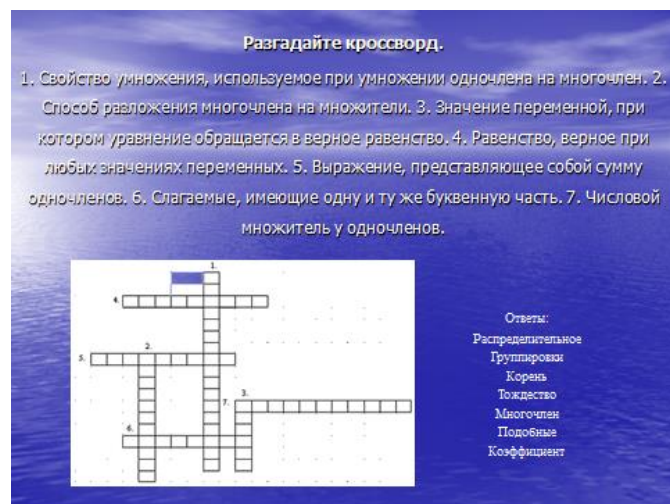 Разгадайте кроссворд.
1. Свойство умножения, используемое при умножении одночлена на многочлен. 2.
Способ разложения многочлена на множители. 3. Значение переменной, при
котором уравнение обращается в верное равенство. 4. Равенство, верное при
любых значениях переменных. 5. Выражение, представляющее собой сумму
одночленов. 6. Слагаемые, имеющие одну и ту же буквенную часть. 7. Числовой
множитель у одночленов.
1.
4.
2.
5.
3.
7.
6.
Ответы:
Распределительное
Группировки
Корень
Тождество
Многочлен
Подобные
Коэффициент